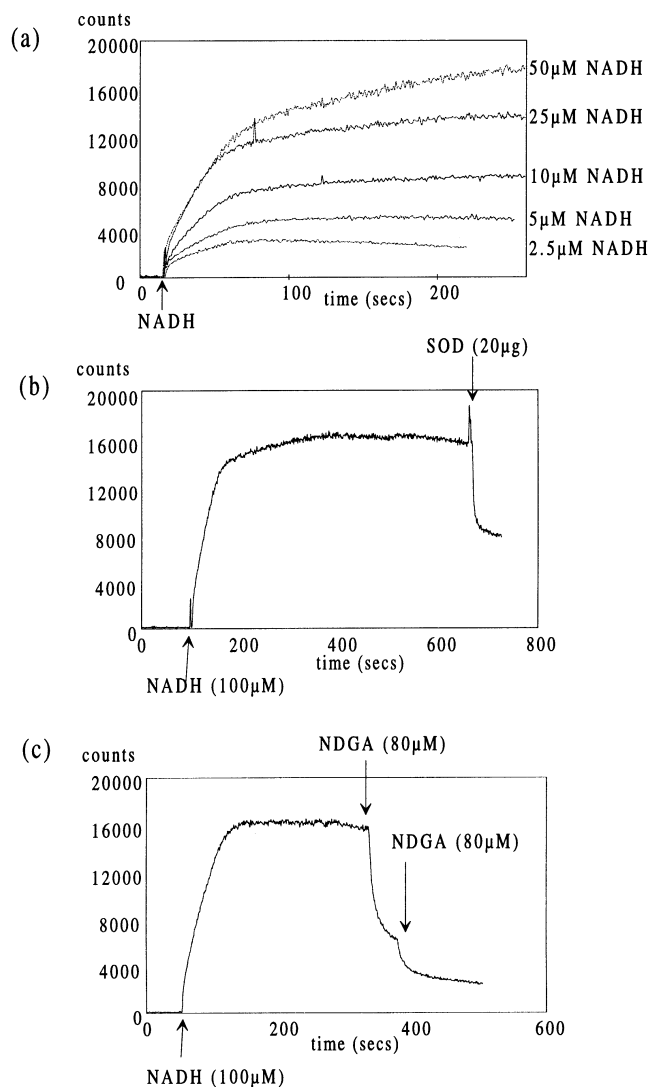 counts
(a)
20000
16000
12000
8000
4000
0
50μM NADH
25μM NADH
10μM NADH
5μM NADH
2.5μM NADH
0 100 200
time (secs)
NADH
SOD (20μg)
counts
(b)
20000
16000
12000
8000
4000
0
200 400 600 800
time (secs)
NADH (100μM)
NDGA (80μM)
(c)
counts
20000
16000
12000
8000
4000
0
NDGA (80μM)
0 200 400 600
time (secs)
NADH (100μM)